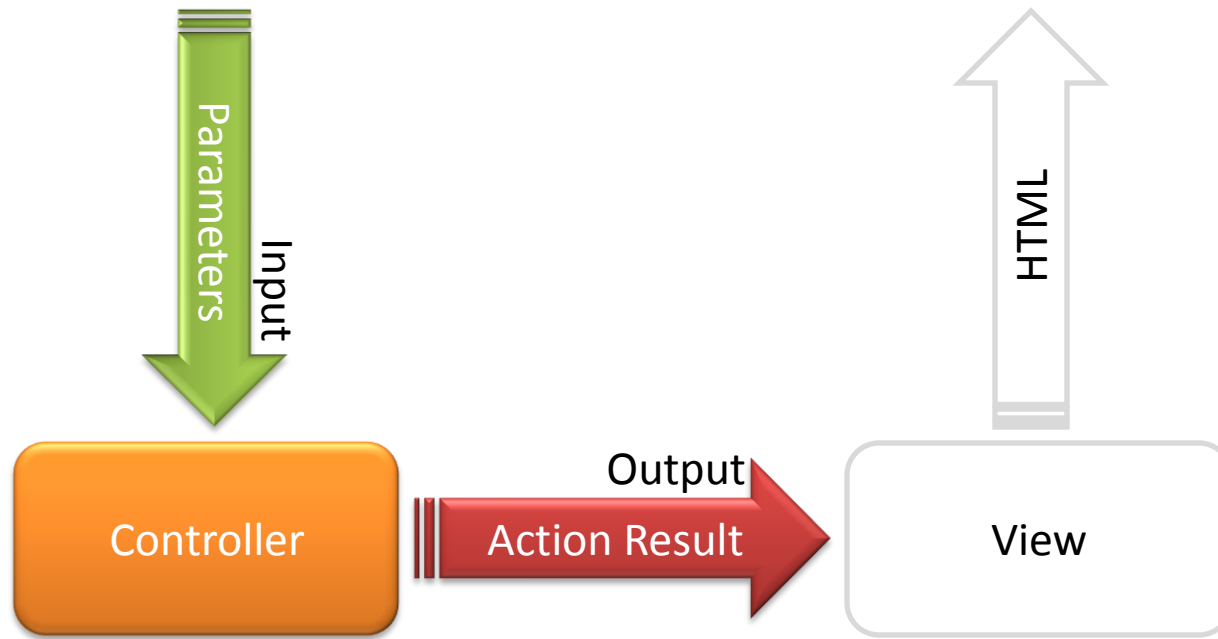 Parameters
Input
HTML
Output
Controller
Action Result
View